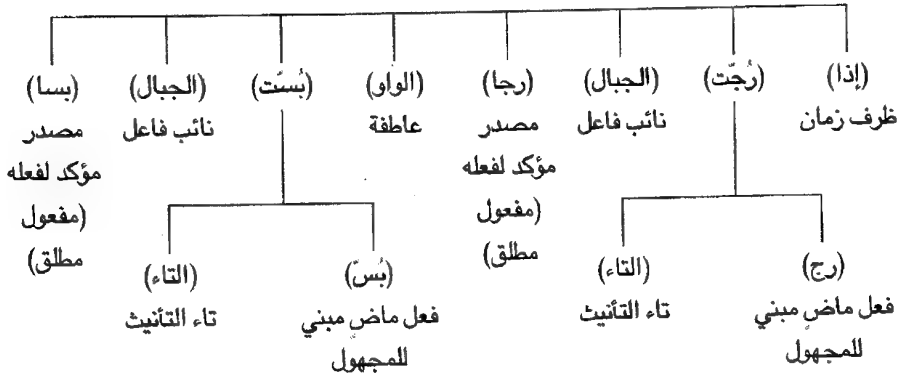 (إذا) (رُجّت) (الجبال) (رجا) (الواو) (بُسّت) (الجبال) (بسا)
ظرف زمان نائب فاعل مصدر عاطفة نائب فاعل مصدر
مؤكد لفعله مؤكد لفعله
(مفعول (مفعول
مطلق) مطلق)
(رج) (التاء) (بُسّ) (التاء)
فعل ماضٍ مبني تاء التأنيث فعل ماضٍ مبني تاء التأنيث
للمجهول للمجهول